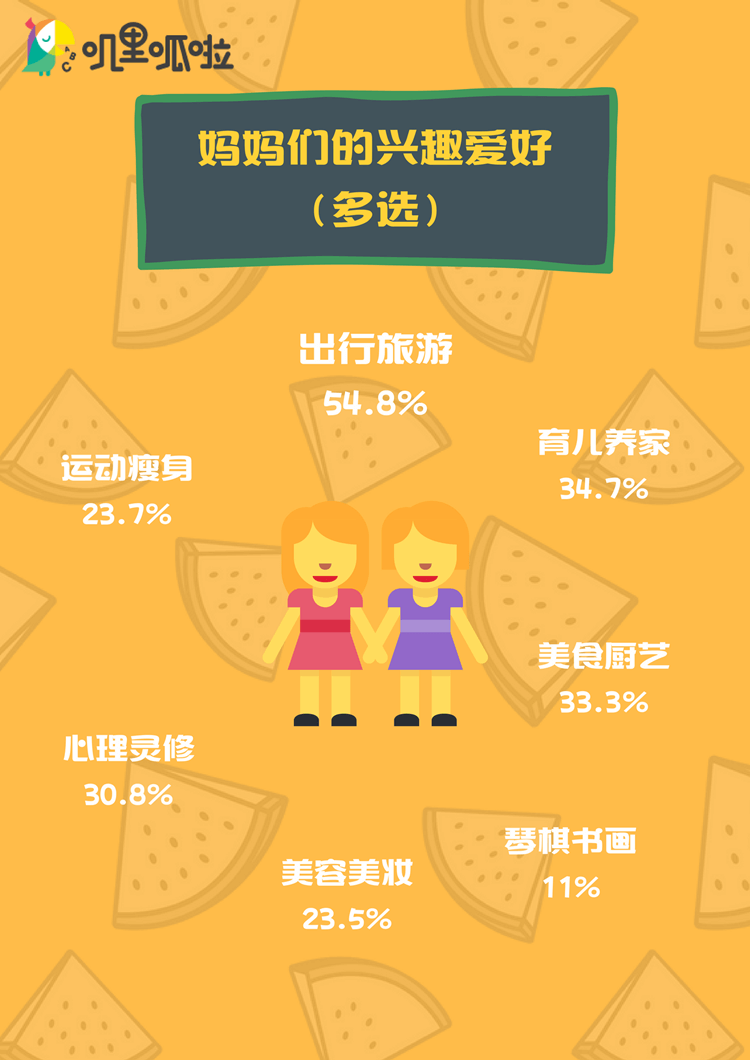 ABC
叽里呱啦
妈妈们的兴趣爱好
（多选）
出行旅游
54.8%
育儿养家
34.7%
运动瘦身
23.7%
美食厨艺
33.3%
心理灵修
30.8%
琴棋书画
11%
美容美妆
23.5%